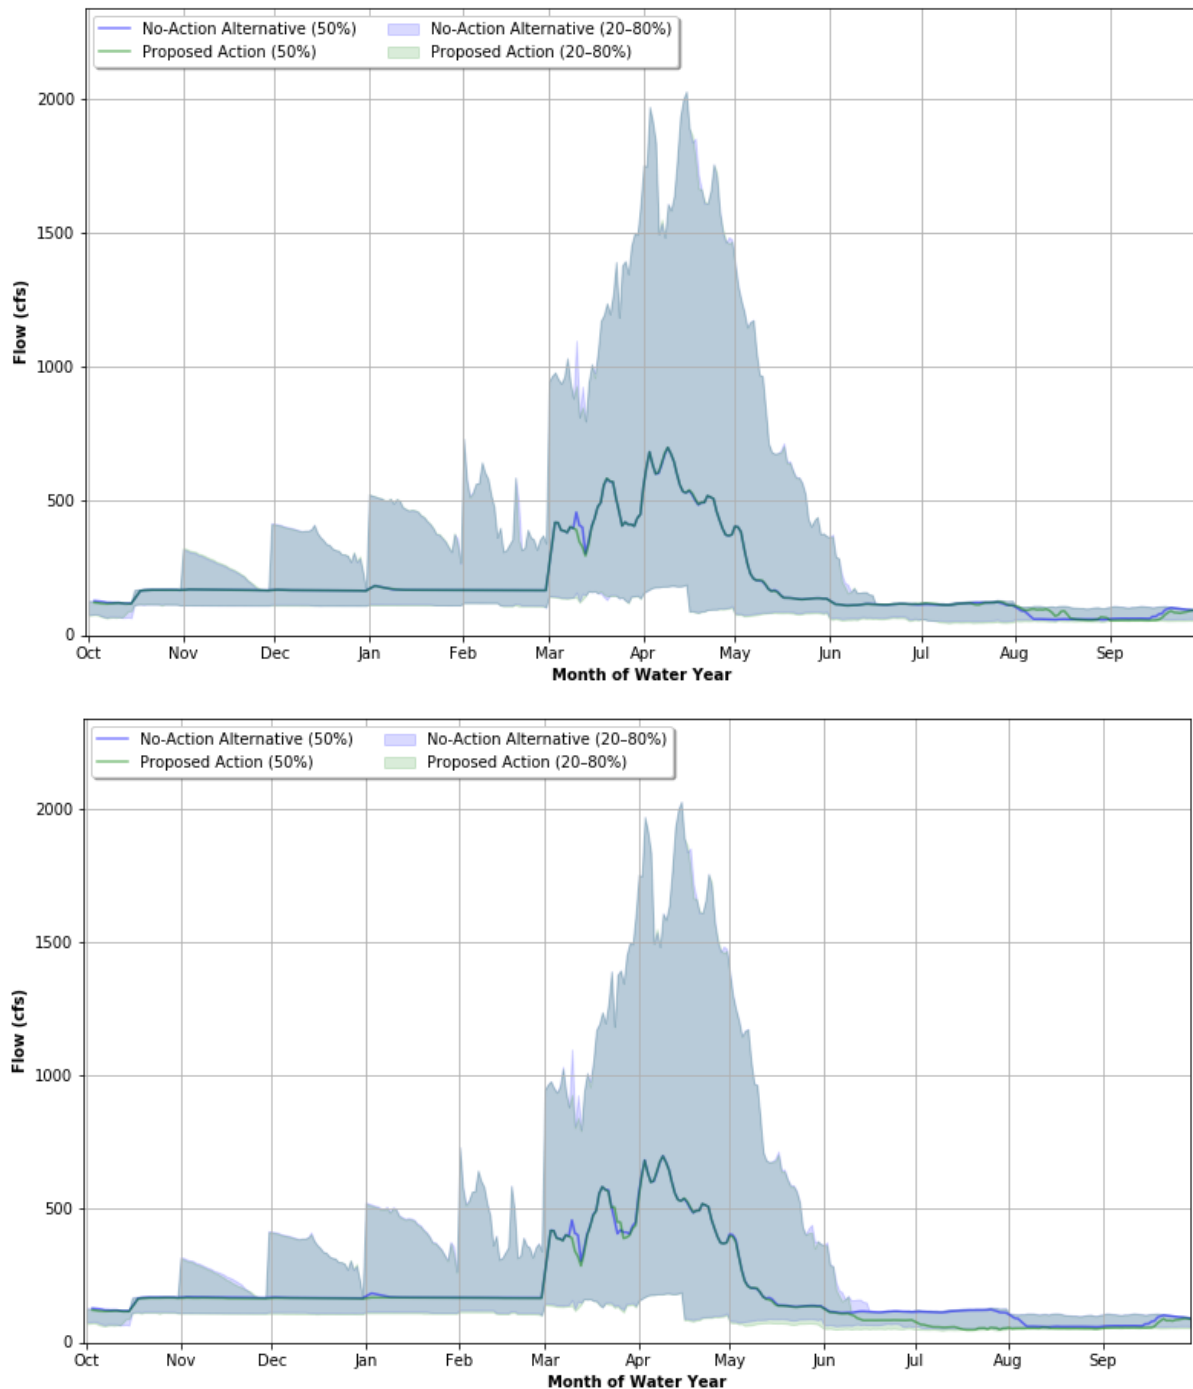 No-Action Alternative (50%) No-Action Alternative (20–80%)
Proposed Action (50%) Proposed Action (20–80%)
2000
1500
1000
500
0
Flow (cfs)
Oct Nov Dec Jan Feb Mar Apr May Jun Jul Aug Sep
Month of Water Year
No-Action Alternative (50%) No-Action Alternative (20–80%)
Proposed Action (50%) Proposed Action (20–80%)
2000
1500
1000
500
0
Flow (cfs)
Oct Nov Dec Jan Feb Mar Apr May Jun Jul Aug Sep
Month of Water Year